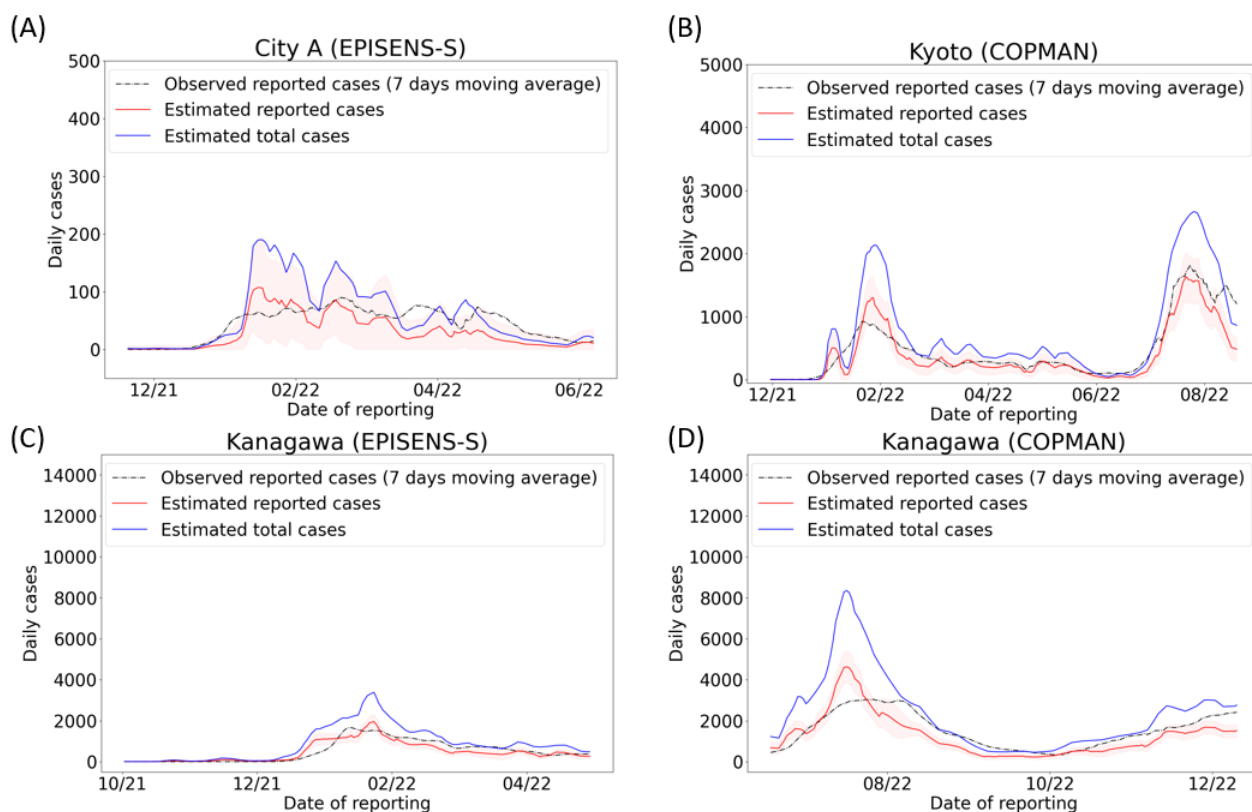 (A)
City A (EPISENS-S)
500
400
300
200
100
0
Daily cases
Observed reported cases (7 days moving average)
Estimated reported cases
Estimated total cases
12/21
02/22
04/22
06/22
Date of reporting
(B)
Kyoto (COPMAN)
5000
4000
3000
2000
1000
0
Daily cases
Observed reported cases (7 days moving average)
Estimated reported cases
Estimated total cases
12/21
02/22
04/22
06/22
08/22
Date of reporting
(C)
Kanagawa (EPISENS-S)
14000
12000
10000
8000
6000
4000
2000
0
Daily cases
Observed reported cases (7 days moving average)
Estimated reported cases
Estimated total cases
10/21
12/21
02/22
04/22
Date of reporting
(D)
Kanagawa (COPMAN)
14000
12000
10000
8000
6000
4000
2000
0
Daily cases
Observed reported cases (7 days moving average)
Estimated reported cases
Estimated total cases
08/22
10/22
12/22
Date of reporting